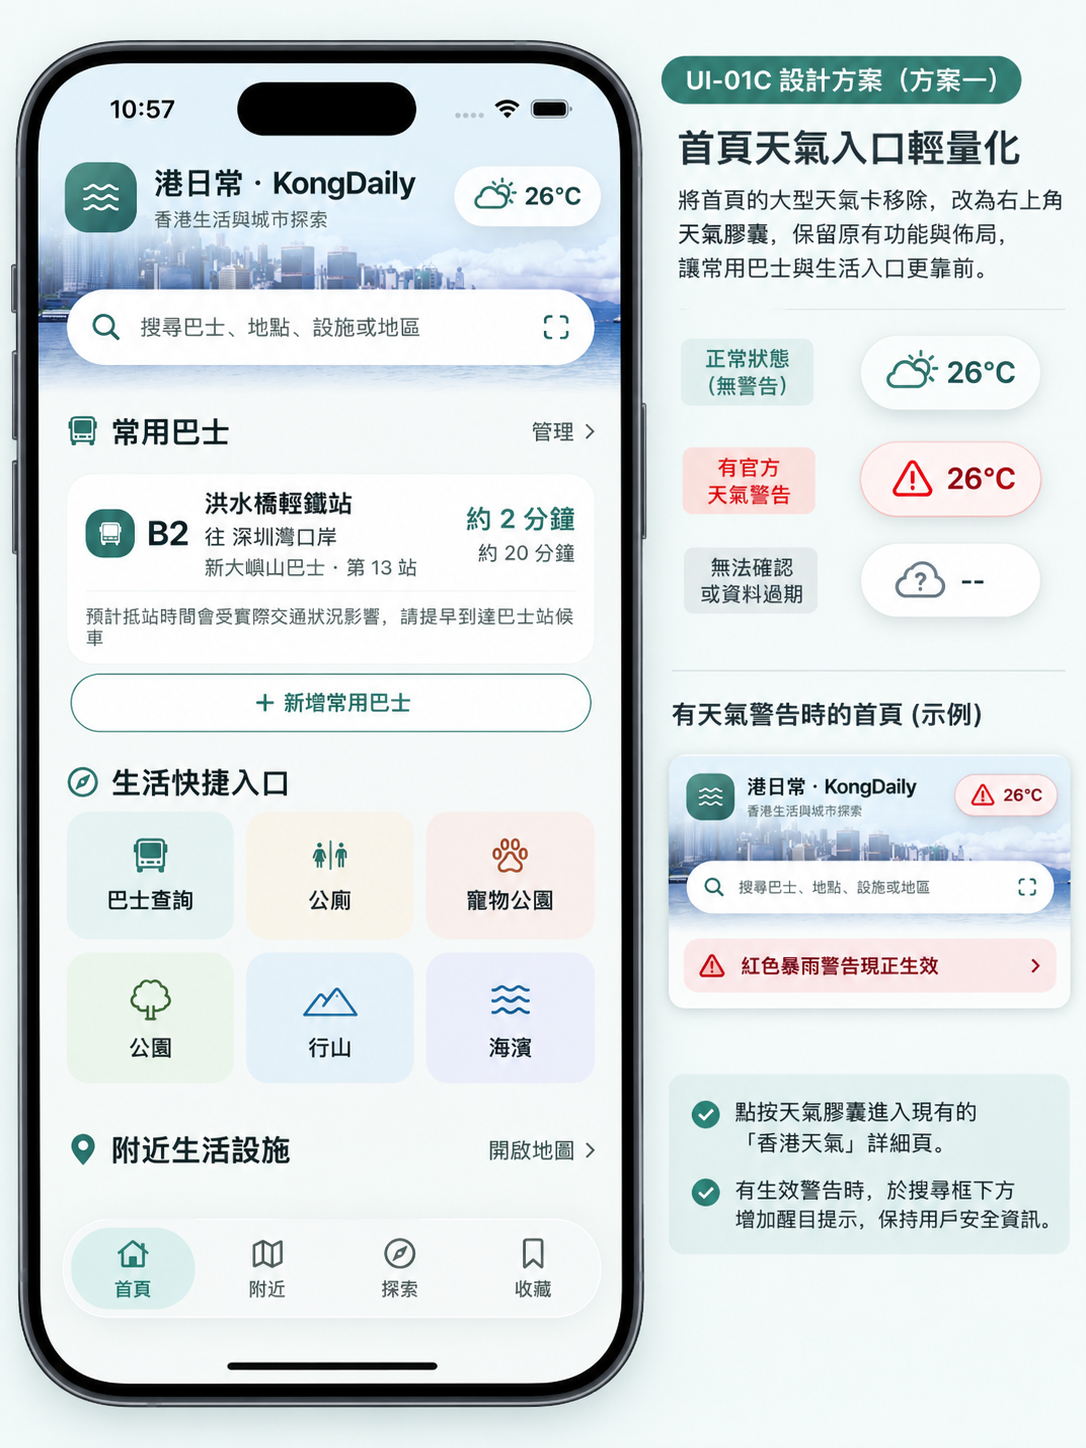 10:57
港日常 · KongDaily
香港生活與城市探索
26°C
搜尋巴士、地點、設施或地區
常用巴士
管理
B2
洪水橋輕鐵站
往 深圳灣口岸
新大嶼山巴士 · 第 13 站
約 2 分鐘
約 20 分鐘
預計抵站時間會受實際交通狀況影響，請提早到達巴士站候
車
+ 新增常用巴士
生活快捷入口
巴士查詢
公廁
寵物公園
公園
行山
海濱
附近生活設施
開啟地圖
首頁
附近
探索
收藏
UI-01C 設計方案（方案一）
首頁天氣入口輕量化
將首頁的大型天氣卡移除，改為右上角
天氣膠囊，保留原有功能與佈局，
讓常用巴士與生活入口更靠前。
正常狀態
（無警告）
26°C
有官方
天氣警告
26°C
無法確認
或資料過期
--
有天氣警告時的首頁 (示例)
港日常 · KongDaily
香港生活與城市探索
26°C
搜尋巴士、地點、設施或地區
紅色暴雨警告現正生效
點按天氣膠囊進入現有的
「香港天氣」詳細頁。
有生效警告時，於搜尋框下方
增加醒目提示，保持用戶安全資訊。